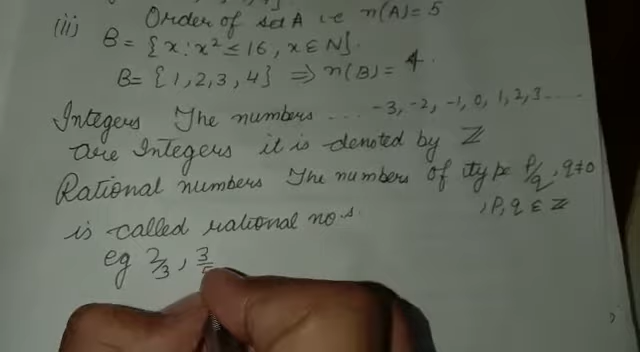 (ii) Order of set A i.e n(A) = 5
B = {x : x² ≤ 16, x ∈ N}.
B = {1, 2, 3, 4} ⇒ n(B) = 4.
Integers The numbers ... -3, -2, -1, 0, 1, 2, 3 ....
are Integers it is denoted by Z
Rational numbers The numbers of type P/q, q≠0
, P, q ∈ Z
is called rational no.s.
eg 2/3, 3/5